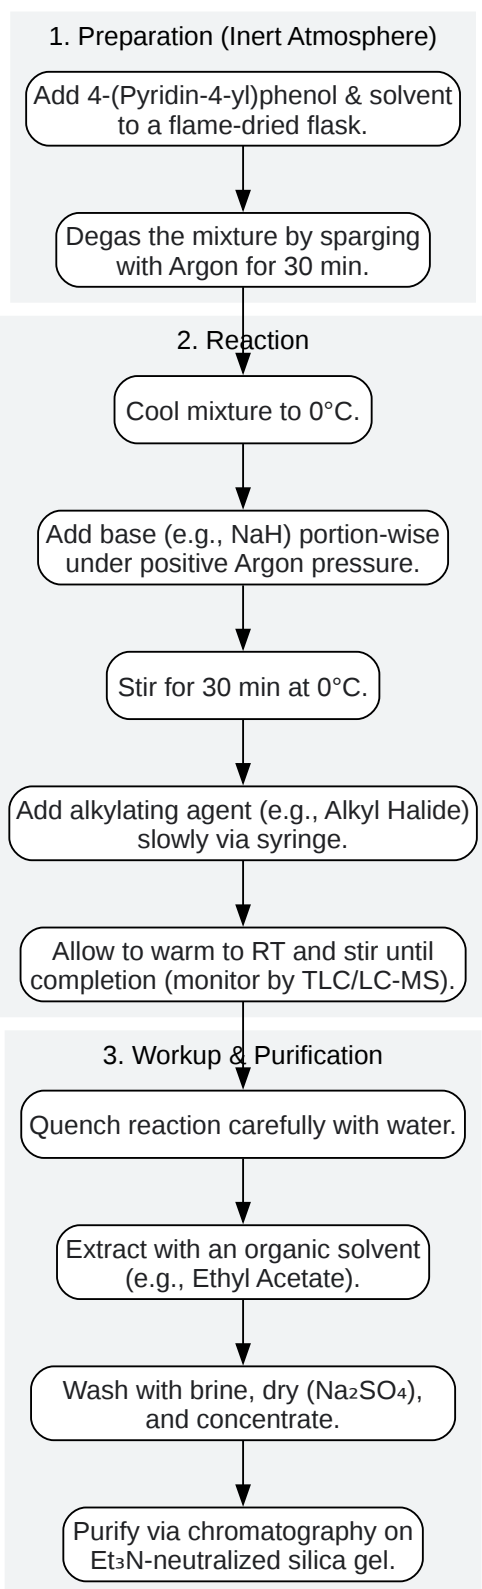 1. Preparation (Inert Atmosphere)
Add 4-(Pyridin-4-yl)phenol & solvent
to a flame-dried flask.
Degas the mixture by sparging
with Argon for 30 min.
2. Reaction
Cool mixture to 0°C.
Add base (e.g., NaH) portion-wise
under positive Argon pressure.
Stir for 30 min at 0°C.
Add alkylating agent (e.g., Alkyl Halide)
slowly via syringe.
Allow to warm to RT and stir until
completion (monitor by TLC/LC-MS).
3. Workup & Purification
Quench reaction carefully with water.
Extract with an organic solvent
(e.g., Ethyl Acetate).
Wash with brine, dry (Na₂SO₄),
and concentrate.
Purify via chromatography on
Et₃N-neutralized silica gel.